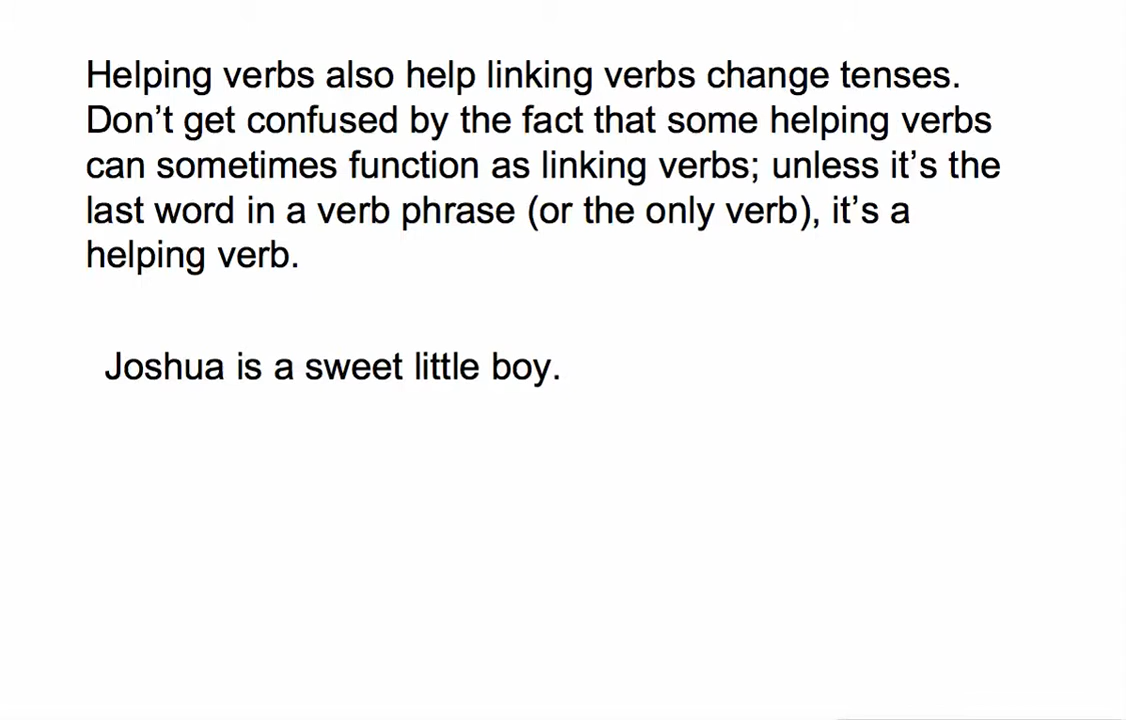 Helping verbs also help linking verbs change tenses.
Don’t get confused by the fact that some helping verbs
can sometimes function as linking verbs; unless it’s the
last word in a verb phrase (or the only verb), it’s a
helping verb.
Joshua is a sweet little boy.